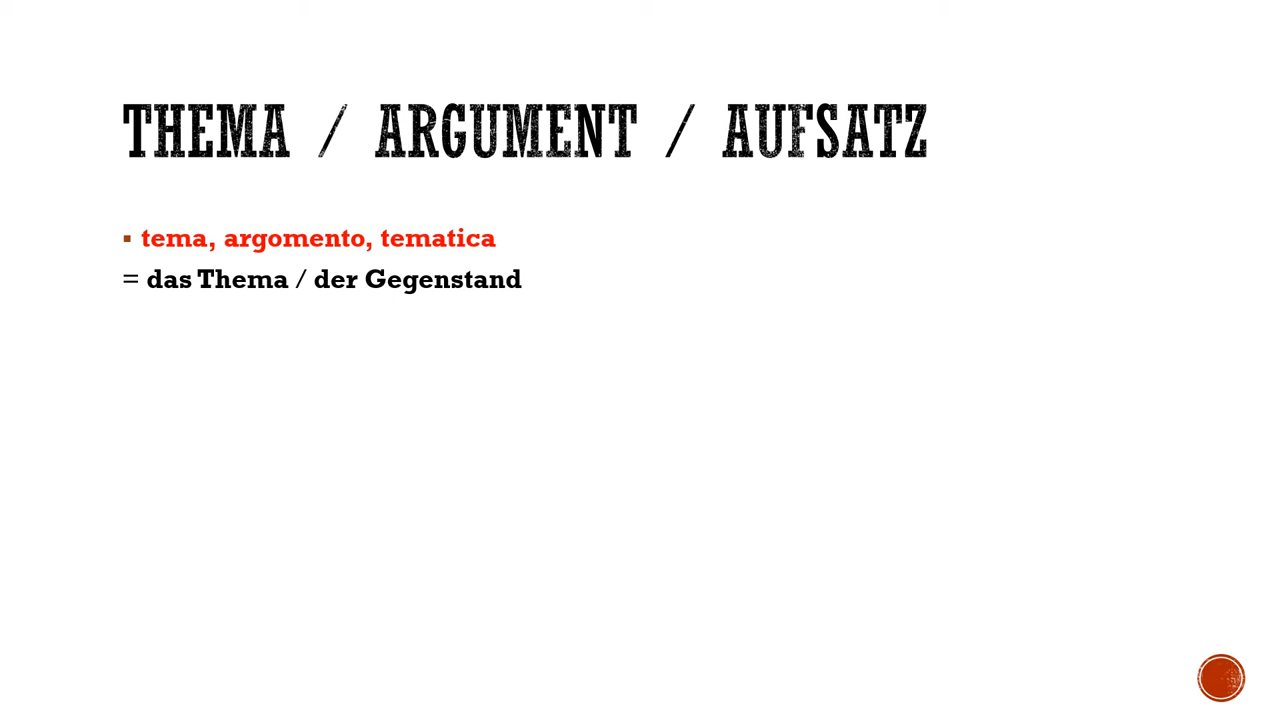 THEMA / ARGUMENT / AUFSATZ
▪ tema, argomento, tematica
= das Thema / der Gegenstand